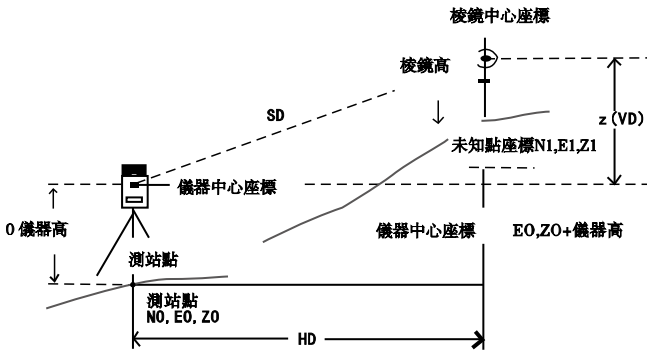 棱鏡中心座標
棱鏡高
z(VD)
SD
未知點座標N1,E1,Z1
儀器中心座標
0 儀器高
儀器中心座標 EO,ZO+儀器高
測站點
測站點
NO,EO,ZO
HD